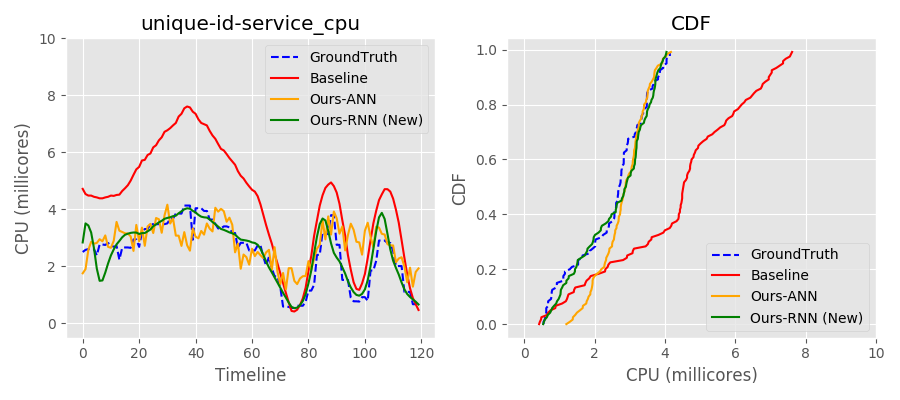 unique-id-service_cpu
10
8
6
4
2
0
CPU (millicores)
GroundTruth
Baseline
Ours-ANN
Ours-RNN (New)
0
20
40
60
80
100
120
Timeline
CDF
1.0
0.8
0.6
0.4
0.2
0.0
CDF
GroundTruth
Baseline
Ours-ANN
Ours-RNN (New)
0
2
4
6
8
10
CPU (millicores)